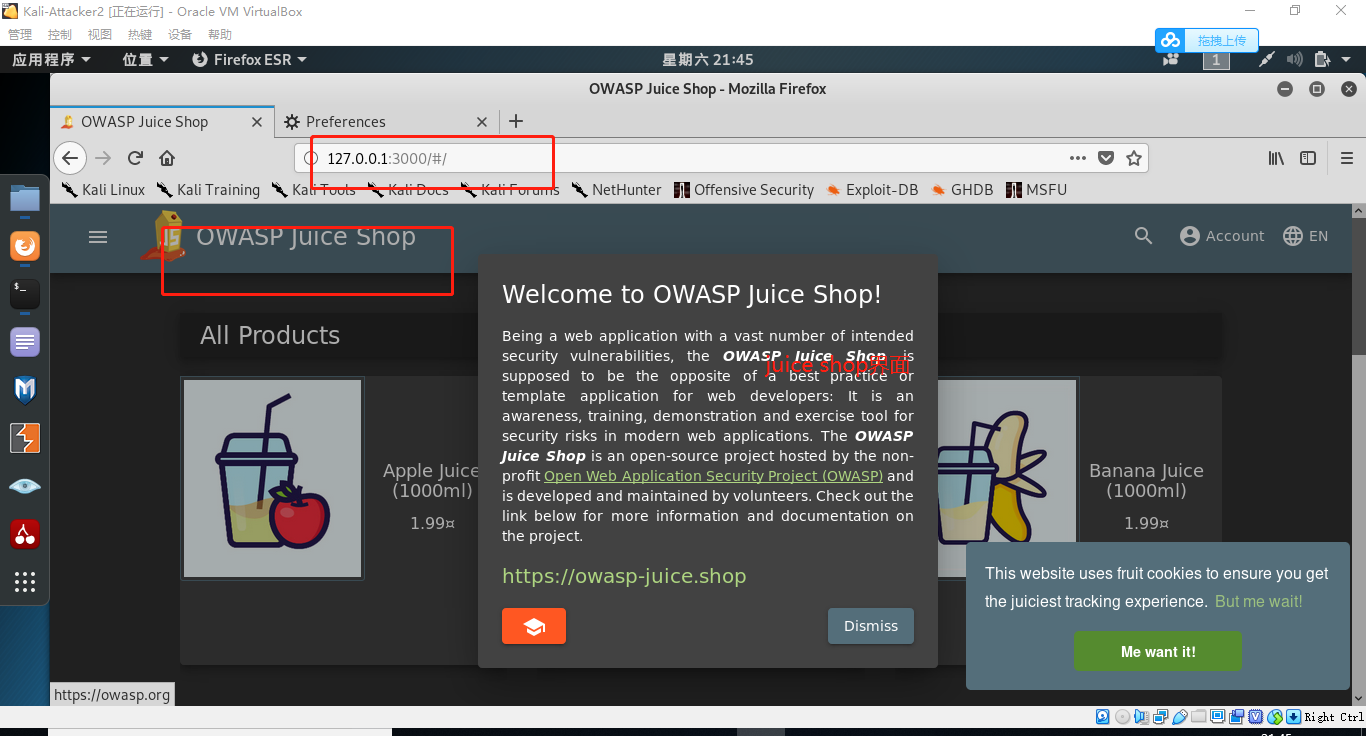 Kali-Attacker2 [正在运行] - Oracle VM VirtualBox
管理 控制 视图 热键 设备 帮助
拖拽上传
应用程序 位置 Firefox ESR 星期六 21:45 1
OWASP Juice Shop - Mozilla Firefox
OWASP Juice Shop Preferences
127.0.0.1:3000/#/
Kali Linux Kali Training Kali Tools Kali Docs Kali Forums NetHunter Offensive Security Exploit-DB GHDB MSFU
OWASP Juice Shop Account EN
Welcome to OWASP Juice Shop!
All Products
Being a web application with a vast number of intended
security vulnerabilities, the OWASP Juice Shop is
juice shop界面
supposed to be the opposite of a best practice or
template application for web developers: It is an
awareness, training, demonstration and exercise tool for
security risks in modern web applications. The OWASP
Juice Shop is an open-source project hosted by the non-
profit Open Web Application Security Project (OWASP) and
is developed and maintained by volunteers. Check out the
link below for more information and documentation on
the project.
https://owasp-juice.shop
Dismiss
Apple Juice
(1000ml)
1.99¤
Banana Juice
(1000ml)
1.99¤
This website uses fruit cookies to ensure you get
the juiciest tracking experience. But me wait!
Me want it!
https://owasp.org
Right Ctrl